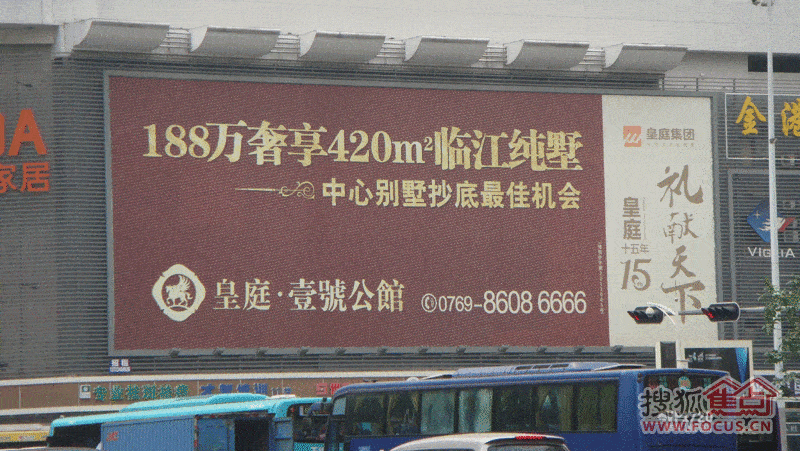 188万奢享420m²临江纯墅
中心别墅抄底最佳机会
皇庭·壹號公館
0769-8608 6666
皇庭集团
礼献天下
皇庭
十五年
15
家居
金港
VIGLIA
搜狐焦点
WWW.FOCUS.CN